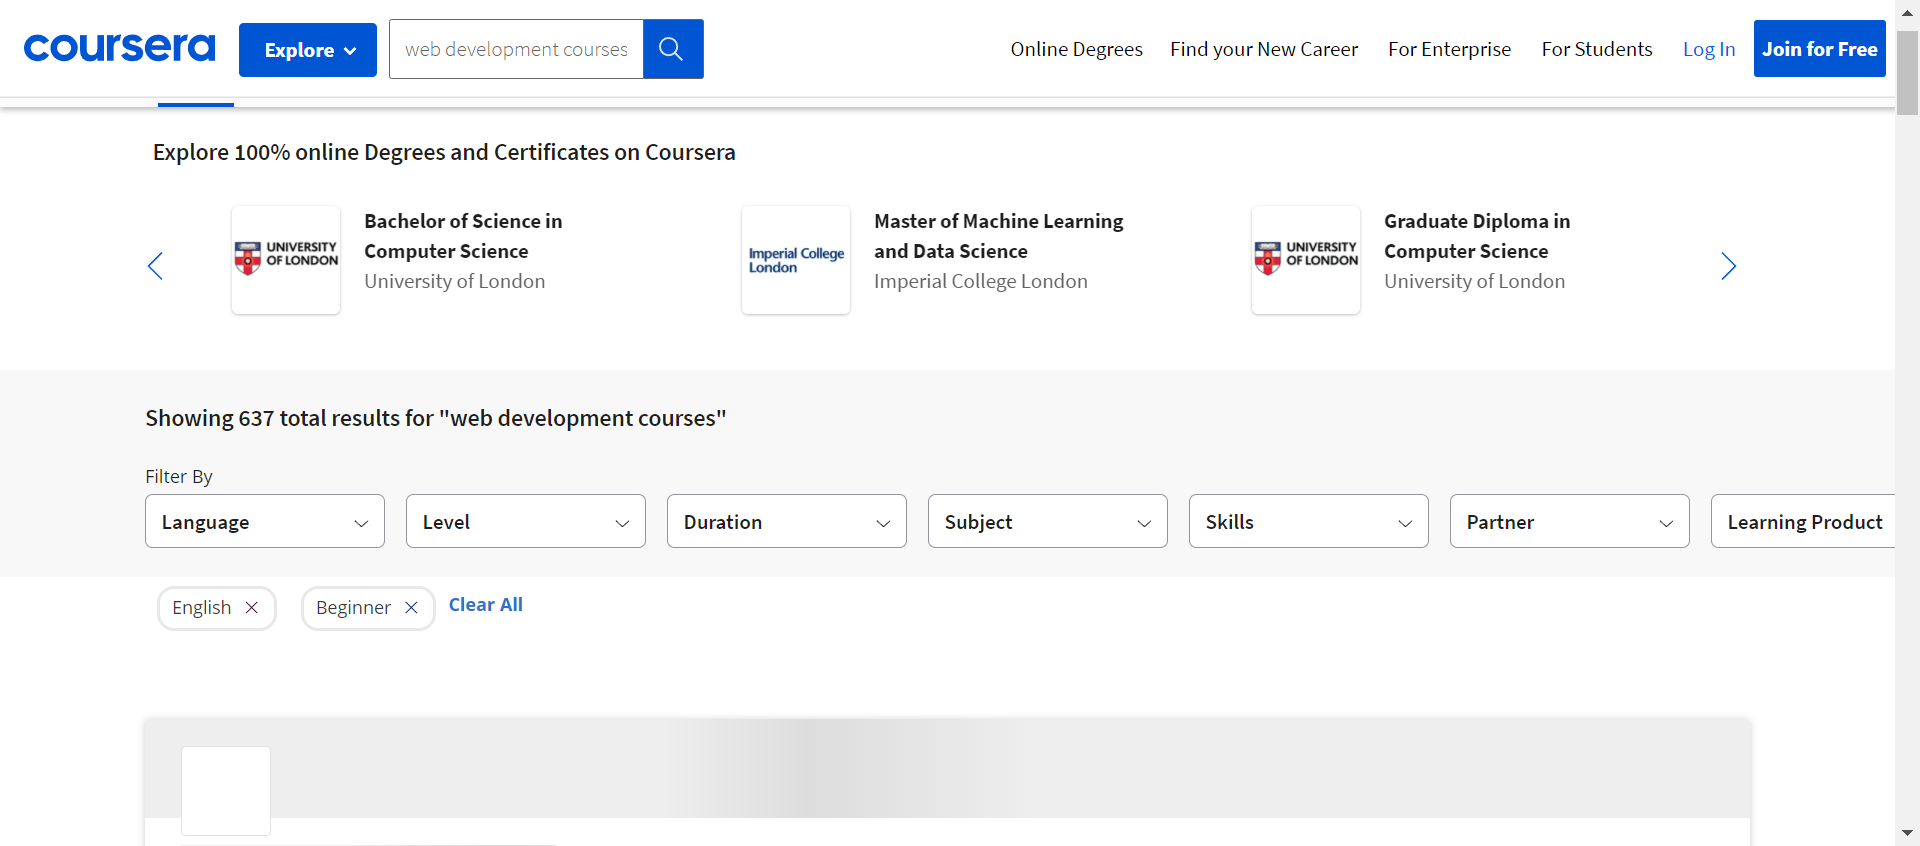 coursera
Explore
web development courses
Online Degrees
Find your New Career
For Enterprise
For Students
Log In
Join for Free
Explore 100% online Degrees and Certificates on Coursera
UNIVERSITY
OF LONDON
Bachelor of Science in
Computer Science
University of London
Imperial College
London
Master of Machine Learning
and Data Science
Imperial College London
UNIVERSITY
OF LONDON
Graduate Diploma in
Computer Science
University of London
Showing 637 total results for "web development courses"
Filter By
Language
Level
Duration
Subject
Skills
Partner
Learning Product
English
Beginner
Clear All